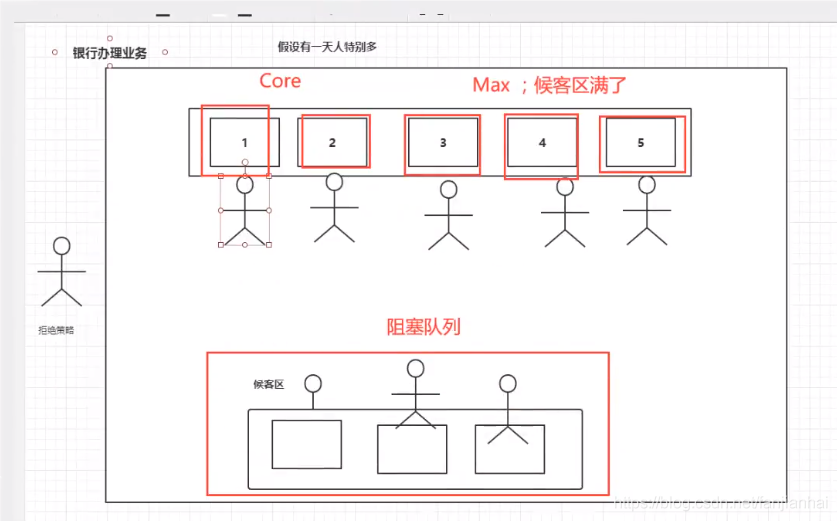 假设有一天人特别多
银行办理业务
Core
Max ；候客区满了
1
2
3
4
5
拒绝策略
阻塞队列
候客区
https://blog.csdn.net/fanjianhai